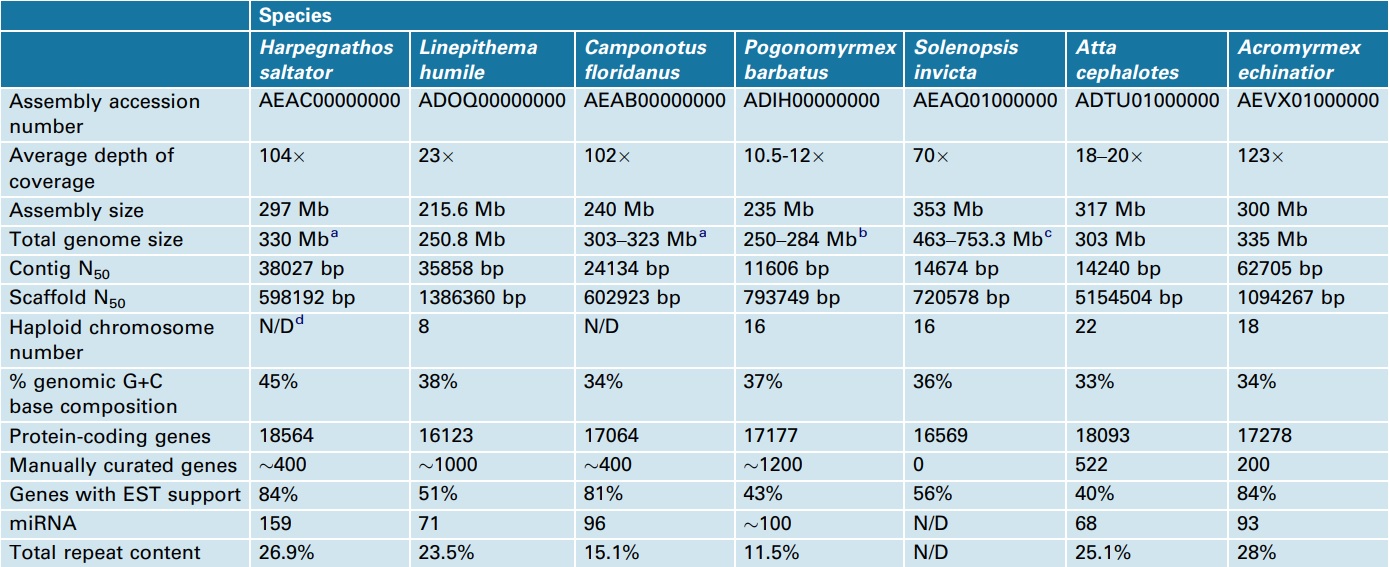 Species
Harpegnathos saltator Linepithema humile Camponotus floridanus Pogonomyrmex barbatus Solenopsis invicta Atta cephalotes Acromyrmex echinatior
Assembly accession number AEAC00000000 ADOQ00000000 AEAB00000000 ADIH00000000 AEAQ01000000 ADTU01000000 AEVX01000000
Average depth of coverage 104× 23× 102× 10.5-12× 70× 18–20× 123×
Assembly size 297 Mb 215.6 Mb 240 Mb 235 Mb 353 Mb 317 Mb 300 Mb
Total genome size 330 Mbᵃ 250.8 Mb 303–323 Mbᵃ 250–284 Mbᵇ 463–753.3 Mbᶜ 303 Mb 335 Mb
Contig N₅₀ 38027 bp 35858 bp 24134 bp 11606 bp 14674 bp 14240 bp 62705 bp
Scaffold N₅₀ 598192 bp 1386360 bp 602923 bp 793749 bp 720578 bp 5154504 bp 1094267 bp
Haploid chromosome number N/Dᵈ 8 N/D 16 16 22 18
% genomic G+C base composition 45% 38% 34% 37% 36% 33% 34%
Protein-coding genes 18564 16123 17064 17177 16569 18093 17278
Manually curated genes ∼400 ∼1000 ∼400 ∼1200 0 522 200
Genes with EST support 84% 51% 81% 43% 56% 40% 84%
miRNA 159 71 96 ∼100 N/D 68 93
Total repeat content 26.9% 23.5% 15.1% 11.5% N/D 25.1% 28%